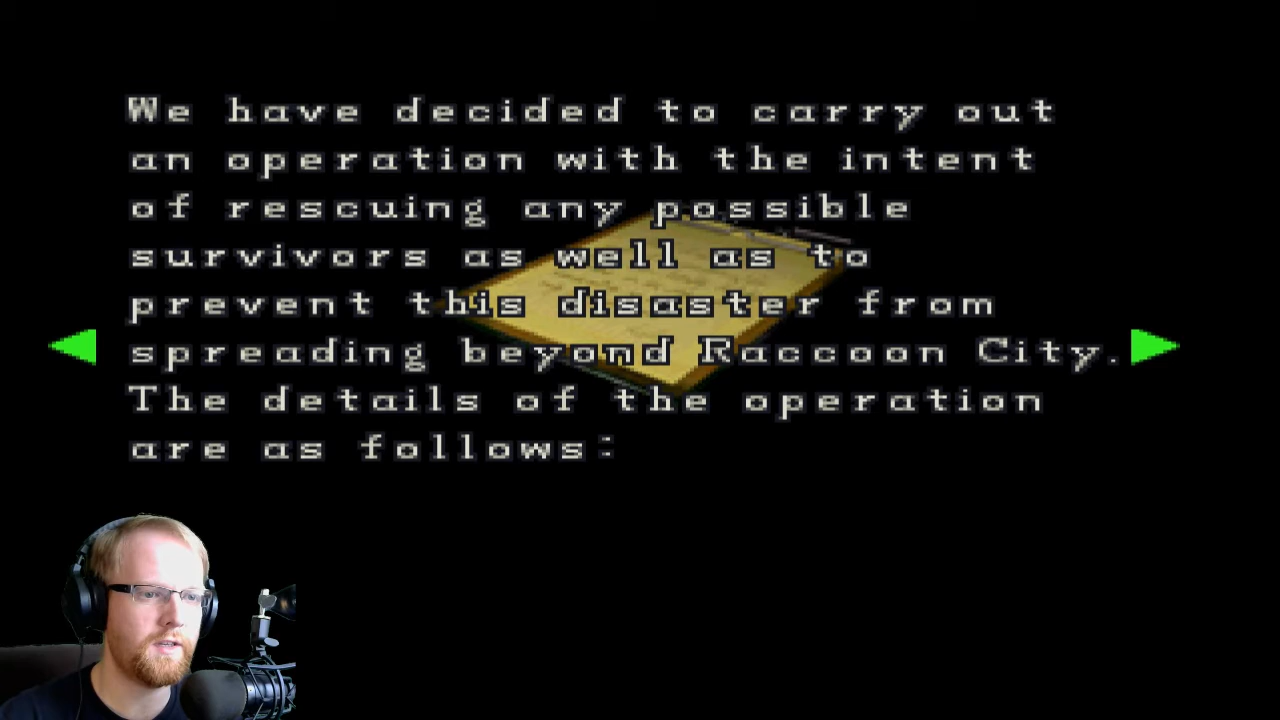 We have decided to carry out
an operation with the intent
of rescuing any possible
survivors as well as to
prevent this disaster from
spreading beyond Raccoon City.
The details of the operation
are as follows: